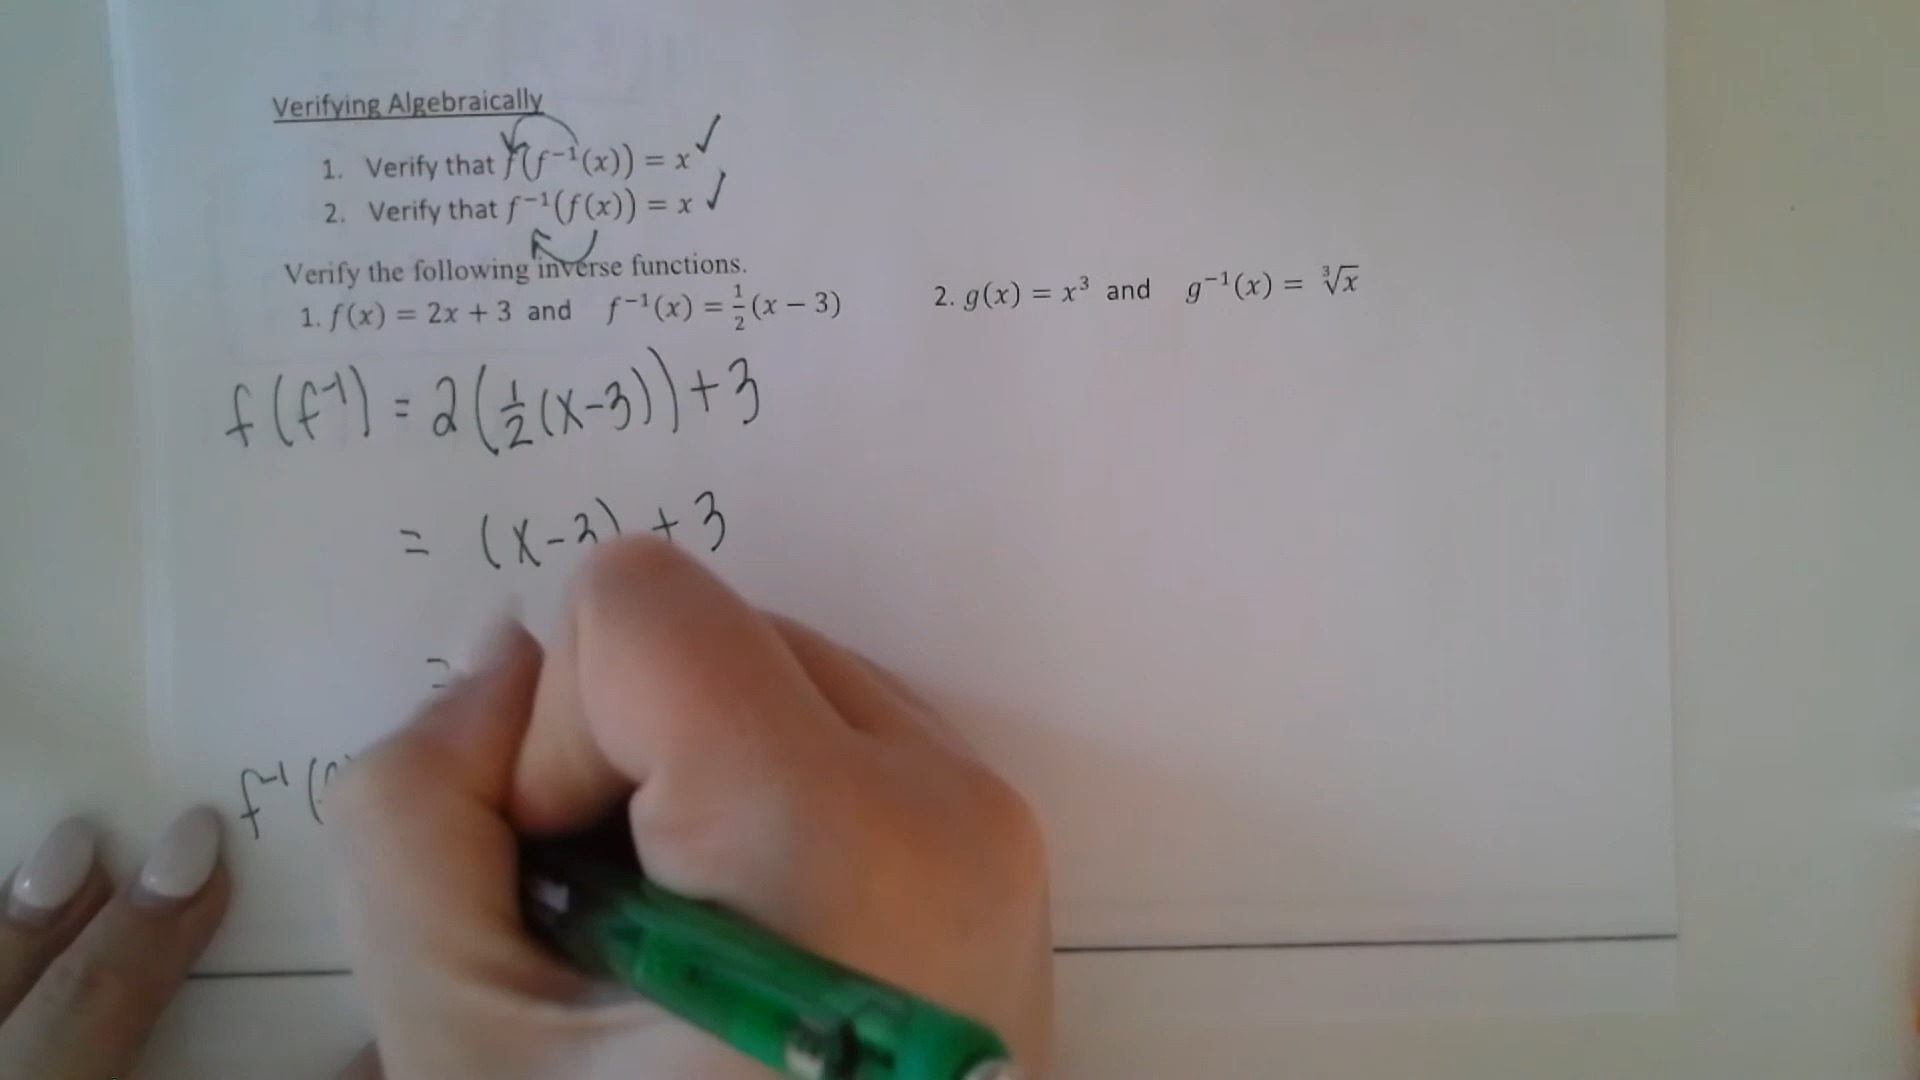 Verifying Algebraically
1. Verify that f(f⁻¹(x)) = x ✓
2. Verify that f⁻¹(f(x)) = x ✓
Verify the following inverse functions.
1. f(x) = 2x + 3 and f⁻¹(x) = ½(x − 3)
2. g(x) = x³ and g⁻¹(x) = ∛x
f(f⁻¹) = 2(½(x-3))+3
= (x-3) + 3
=
f⁻¹(